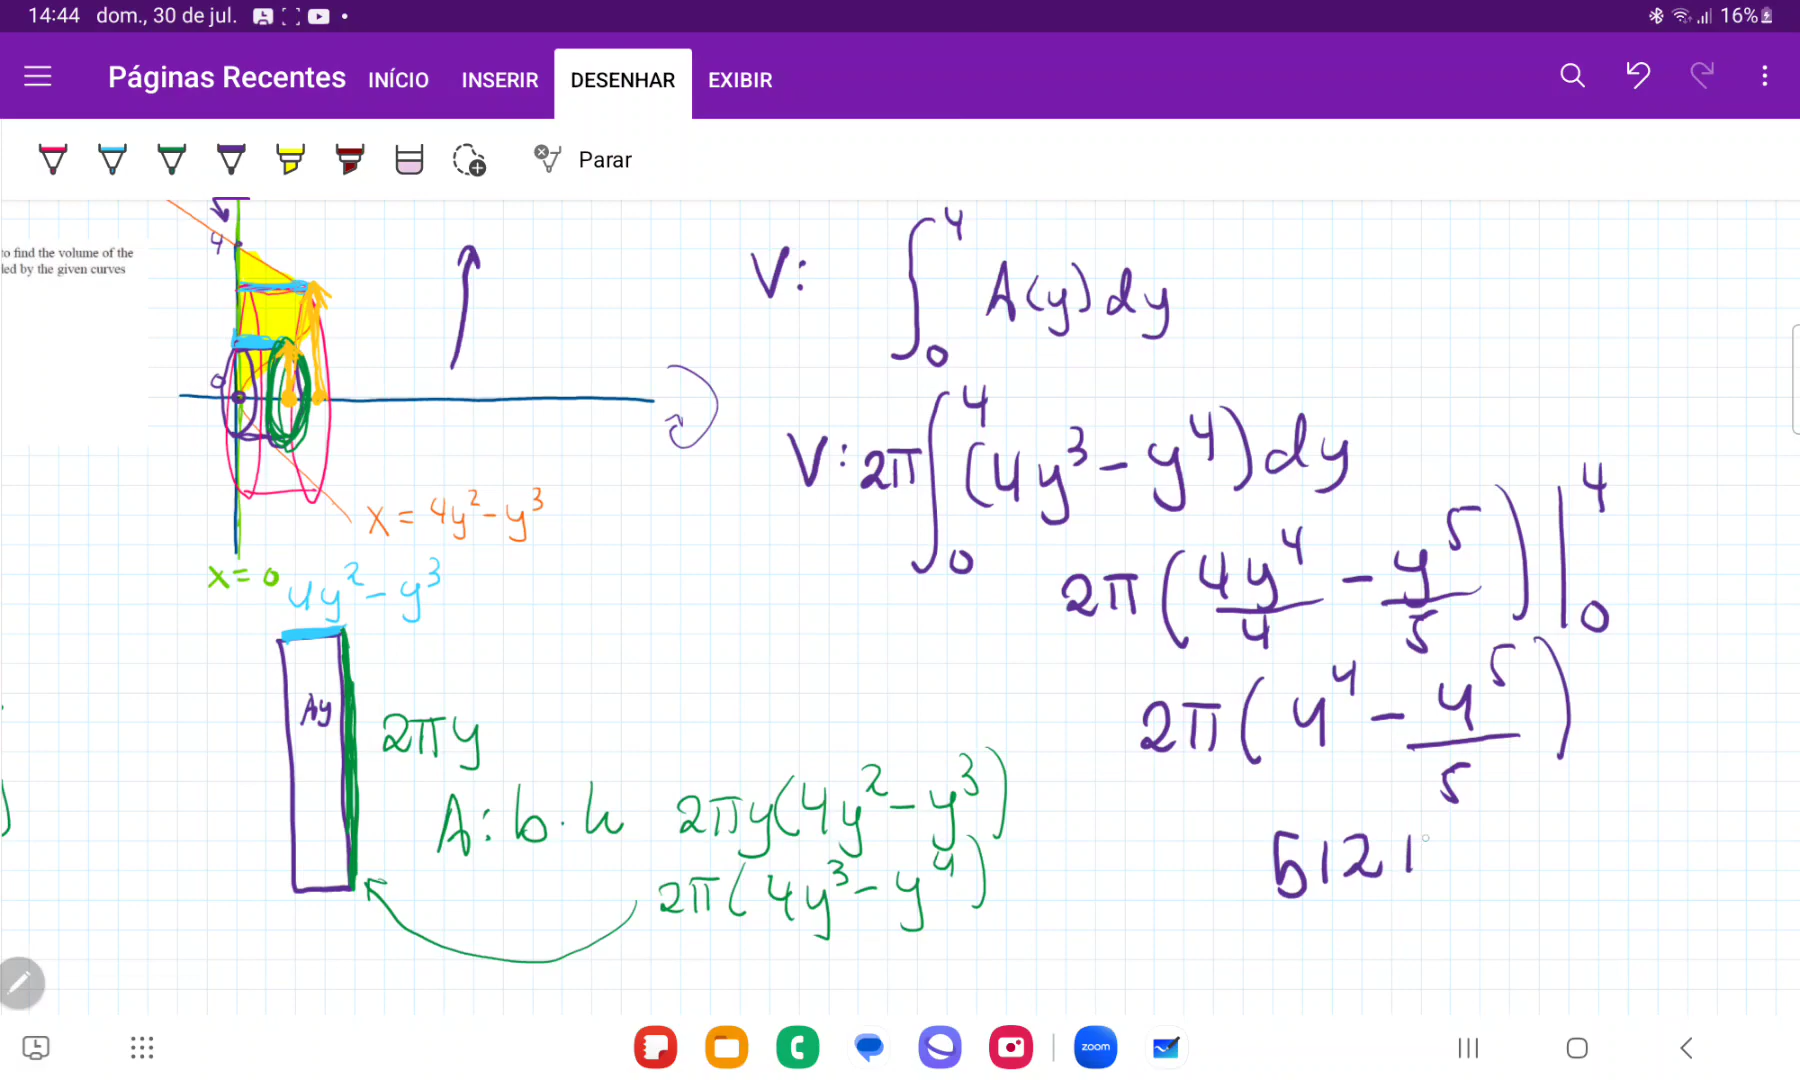 14:44 dom., 30 de jul.
16%
Páginas Recentes INÍCIO INSERIR DESENHAR EXIBIR
Parar
to find the volume of the
led by the given curves
4
0
x = 4y² - y³
x = 0
4y² - y³
Ay
2πy
A: b · h 2πy(4y² - y³)
2π(4y³ - y⁴)
V: ∫₀⁴ A(y) dy
V: 2π ∫₀⁴ (4y³ - y⁴) dy
2π (4y⁴/4 - y⁵/5) |₀⁴
2π (4⁴ - 4⁵/5)
512 1
zoom